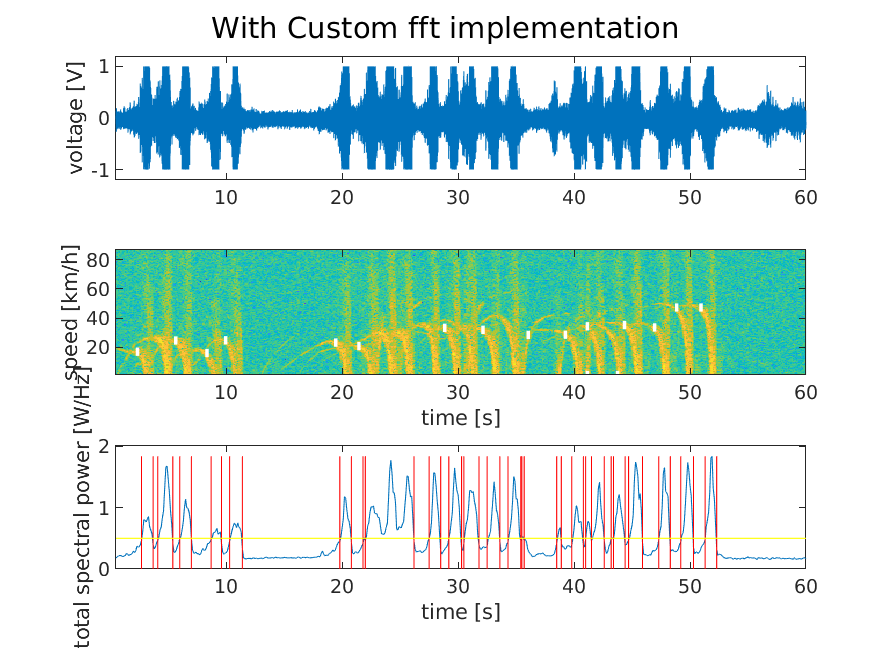 With Custom fft implementation
voltage [V]
1
0
-1
10 20 30 40 50 60
speed [km/h]
80
60
40
20
10 20 30 40 50 60
time [s]
total spectral power [W/Hz]
2
1
0
10 20 30 40 50 60
time [s]